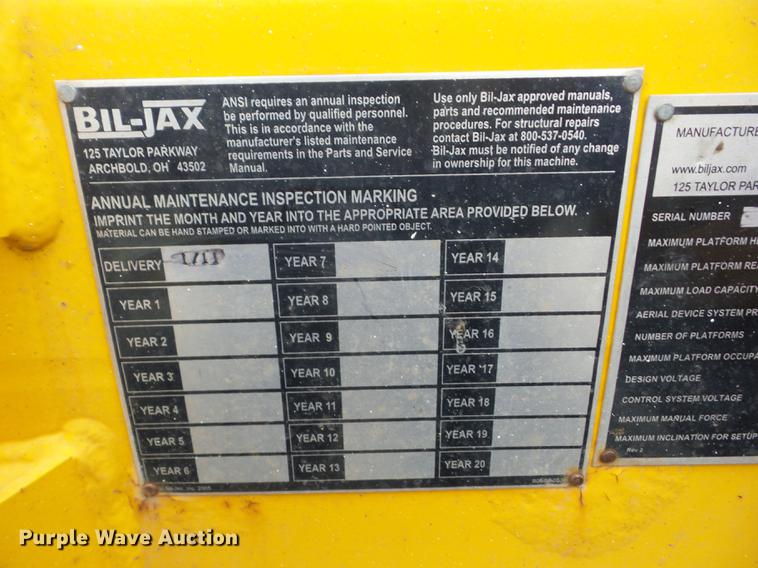 BIL-JAX
125 TAYLOR PARKWAY
ARCHBOLD, OH 43502
ANSI requires an annual inspection
be performed by qualified personnel.
This is in accordance with the
manufacturer's listed maintenance
requirements in the Parts and Service
Manual.
Use only Bil-Jax approved manuals,
parts and recommended maintenance
procedures. For structural repairs
contact Bil-Jax at 800-537-0540.
Bil-Jax must be notified of any change
in ownership for this machine.
ANNUAL MAINTENANCE INSPECTION MARKING
IMPRINT THE MONTH AND YEAR INTO THE APPROPRIATE AREA PROVIDED BELOW.
MATERIAL CAN BE HAND STAMPED OR MARKED INTO WITH A HARD POINTED OBJECT.
DELIVERY
YEAR 1
YEAR 2
YEAR 3
YEAR 4
YEAR 5
YEAR 6
YEAR 7
YEAR 8
YEAR 9
YEAR 10
YEAR 11
YEAR 12
YEAR 13
YEAR 14
YEAR 15
YEAR 16
YEAR 17
YEAR 18
YEAR 19
YEAR 20
MANUFACTURE
www.biljax.com
125 TAYLOR PAR
SERIAL NUMBER
MAXIMUM PLATFORM HE
MAXIMUM PLATFORM REA
MAXIMUM LOAD CAPACITY
AERIAL DEVICE SYSTEM PR
NUMBER OF PLATFORMS
MAXIMUM PLATFORM OCCUPA
DESIGN VOLTAGE
CONTROL SYSTEM VOLTAGE
MAXIMUM MANUAL FORCE
MAXIMUM INCLINATION FOR SETUP
Rev 2
Purple Wave Auction